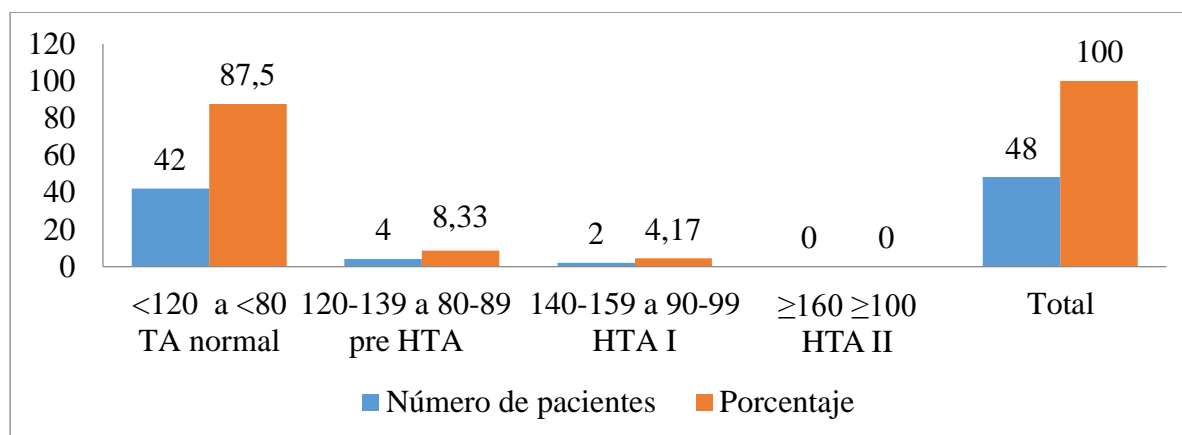 120
100
80
60
40
20
0
42
87,5
4
8,33
2
4,17
0
0
48
100
<120 a <80
TA normal
120-139 a 80-89
pre HTA
140-159 a 90-99
HTA I
≥160 ≥100
HTA II
Total
Número de pacientes
Porcentaje